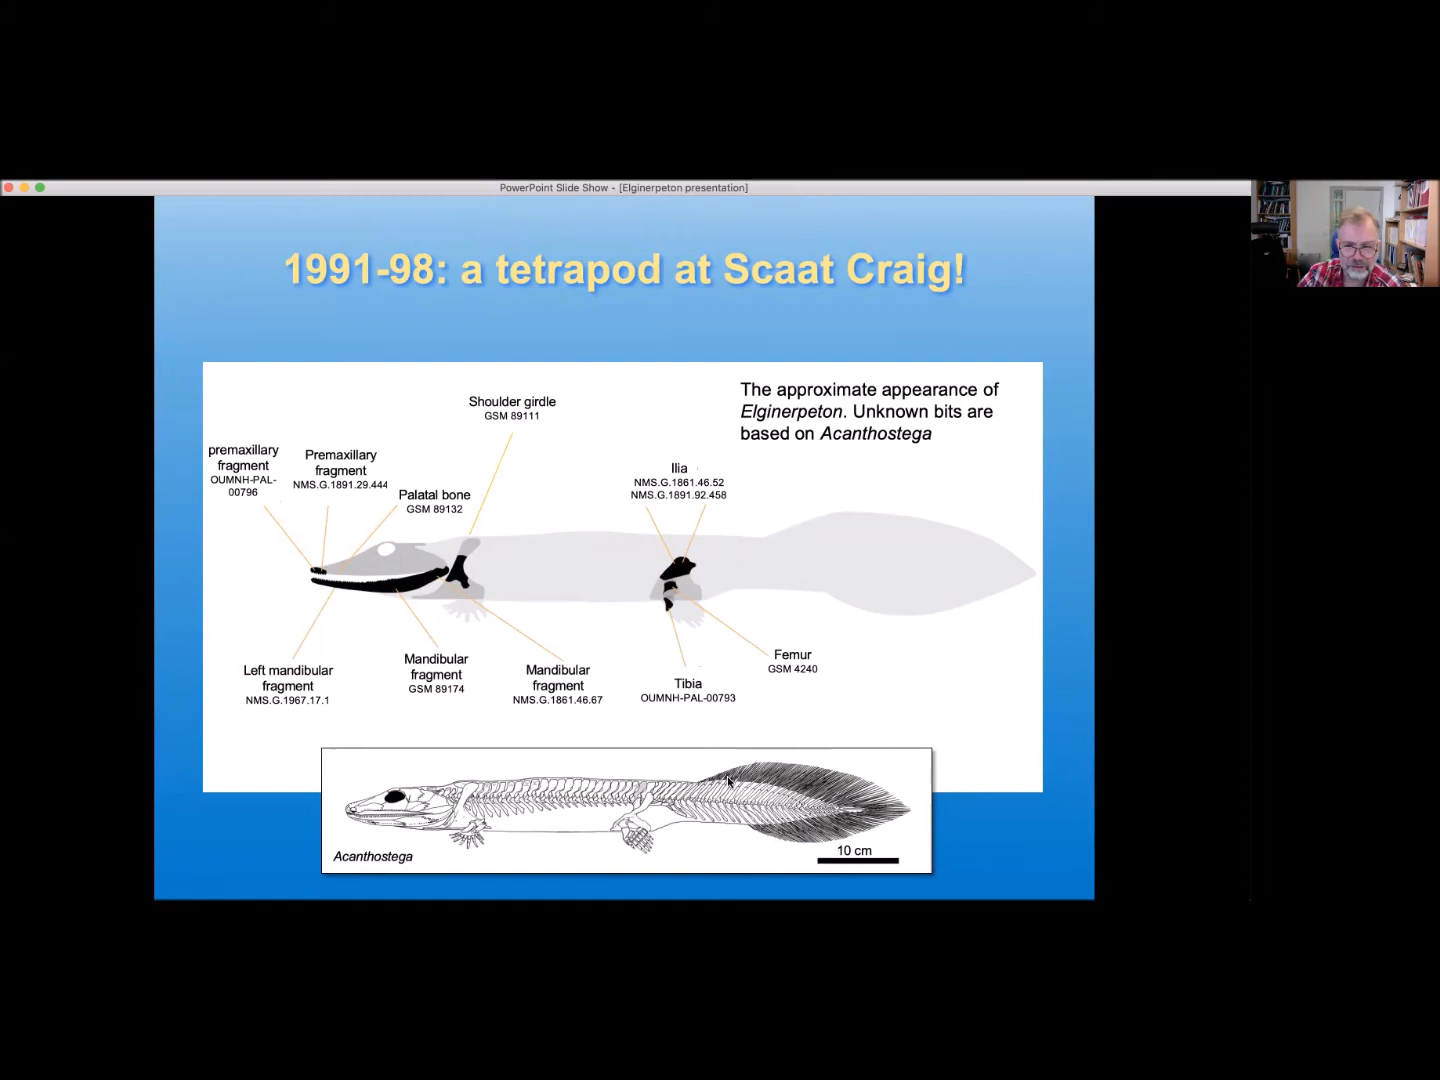 PowerPoint Slide Show - [Elginerpeton presentation]
1991-98: a tetrapod at Scaat Craig!
The approximate appearance of
Elginerpeton. Unknown bits are
based on Acanthostega
Shoulder girdle
GSM 89111
premaxillary
fragment
OUMNH-PAL-
00796
Premaxillary
fragment
NMS.G.1891.29.444
Palatal bone
GSM 89132
Ilia
NMS.G.1861.46.52
NMS.G.1891.92.458
Left mandibular
fragment
NMS.G.1967.17.1
Mandibular
fragment
GSM 89174
Mandibular
fragment
NMS.G.1861.46.67
Tibia
OUMNH-PAL-00793
Femur
GSM 4240
Acanthostega
10 cm